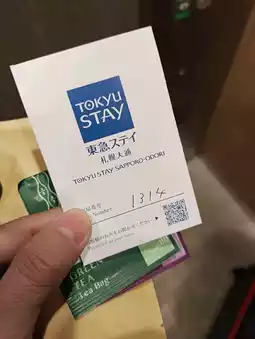 TOKYU
STAY
東急ステイ
札幌大通
TOKYU STAY SAPPORO-ODORI
Number 1314
GREEN
TEA
Tea Bag